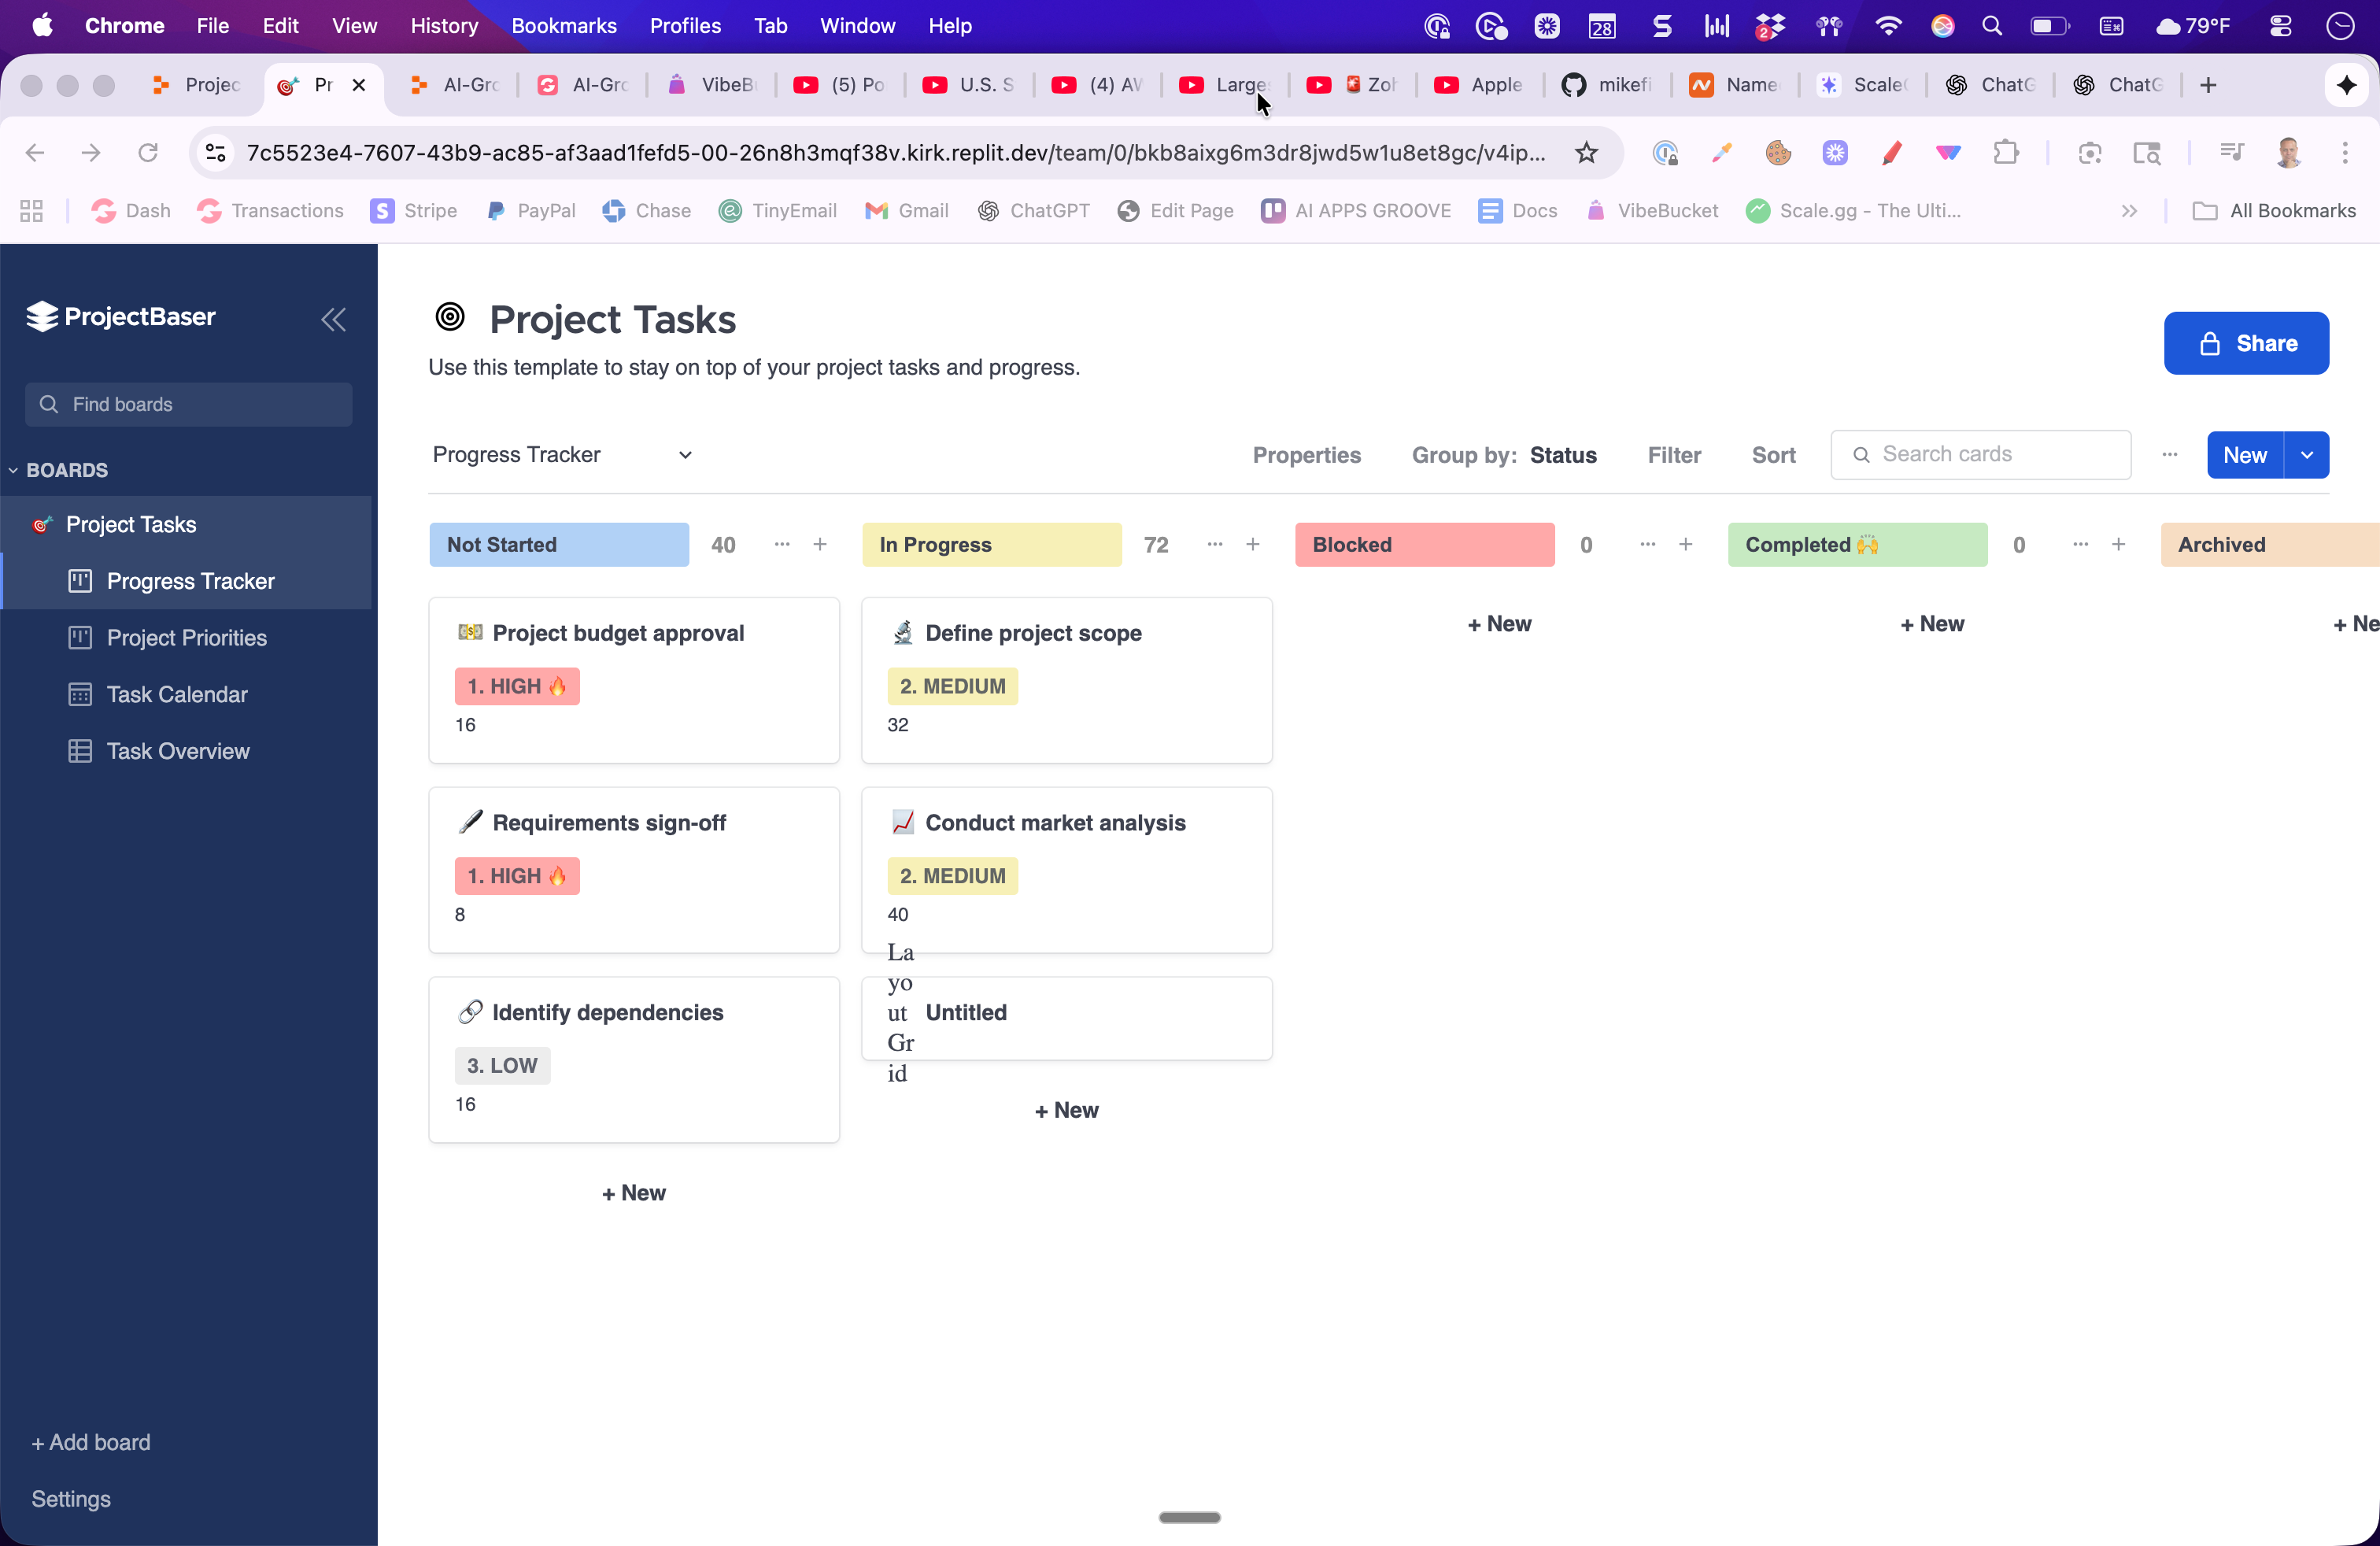 Chrome File Edit View History Bookmarks Profiles Tab Window Help 28 2 79°F
Projec Pr AI-Gro AI-Gro VibeB (5) Po U.S. S (4) AV Large Zoh Apple mikefi Name ScaleC ChatG ChatG
7c5523e4-7607-43b9-ac85-af3aad1fefd5-00-26n8h3mqf38v.kirk.replit.dev/team/0/bkb8aixg6m3dr8jwd5w1u8et8gc/v4ip...
Dash Transactions Stripe PayPal Chase TinyEmail Gmail ChatGPT Edit Page AI APPS GROOVE Docs VibeBucket Scale.gg - The Ulti... All Bookmarks
ProjectBaser
Find boards
BOARDS
Project Tasks
Progress Tracker
Project Priorities
Task Calendar
Task Overview
+ Add board
Settings
Project Tasks
Use this template to stay on top of your project tasks and progress.
Share
Progress Tracker Properties Group by: Status Filter Sort Search cards New
Not Started 40
Project budget approval
1. HIGH 🔥
16
Requirements sign-off
1. HIGH 🔥
8
Identify dependencies
3. LOW
16
+ New
In Progress 72
Define project scope
2. MEDIUM
32
Conduct market analysis
2. MEDIUM
40
La
yo
ut Untitled
Gr
id
+ New
Blocked 0
+ New
Completed 🙌 0
+ New
Archived
+ Ne